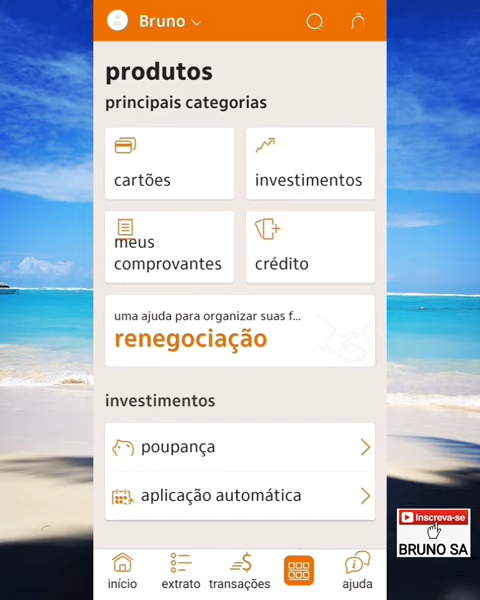 Bruno
produtos
principais categorias
cartões
investimentos
meus
comprovantes
crédito
uma ajuda para organizar suas f...
renegociação
investimentos
poupança
aplicação automática
início
extrato
transações
ajuda
Inscreva-se
BRUNO SA